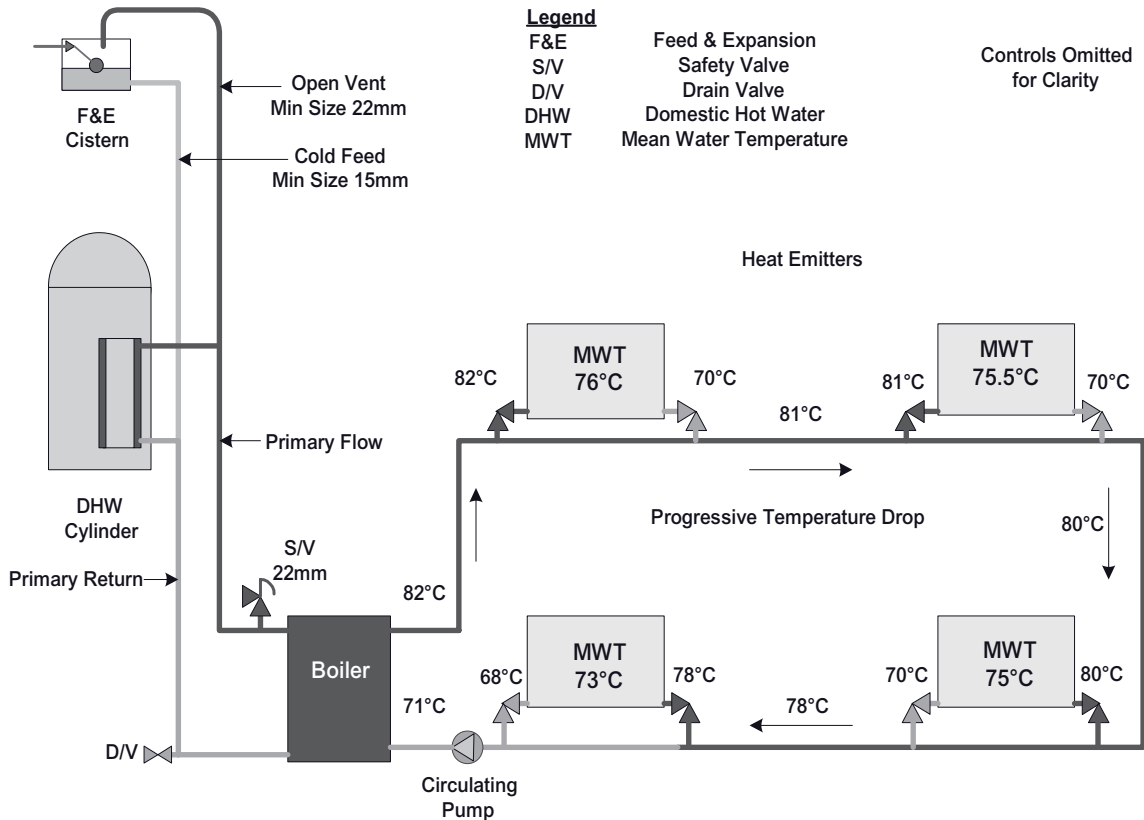 Legend
F&E Feed & Expansion
S/V Safety Valve
D/V Drain Valve
DHW Domestic Hot Water
MWT Mean Water Temperature
Controls Omitted
for Clarity
F&E
Cistern
Open Vent
Min Size 22mm
Cold Feed
Min Size 15mm
Heat Emitters
82°C
MWT
76°C
70°C
81°C
81°C
MWT
75.5°C
70°C
Primary Flow
DHW
Cylinder
Progressive Temperature Drop
80°C
S/V
22mm
Primary Return
82°C
Boiler
71°C
68°C
MWT
73°C
78°C
78°C
70°C
MWT
75°C
80°C
D/V
Circulating
Pump